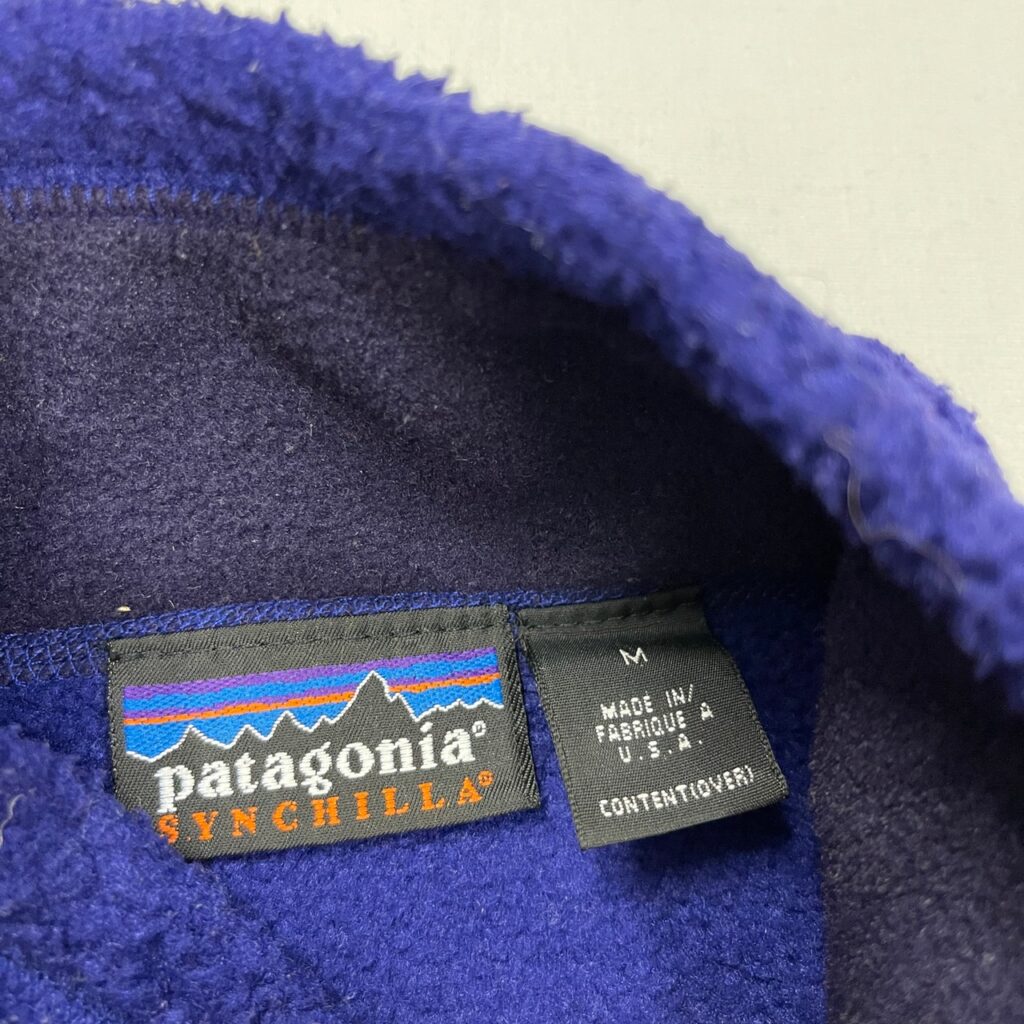 patagonia®
SYNCHILLA®
M
MADE IN/
FABRIQUE A
U.S.A.
CONTENT(OVER)